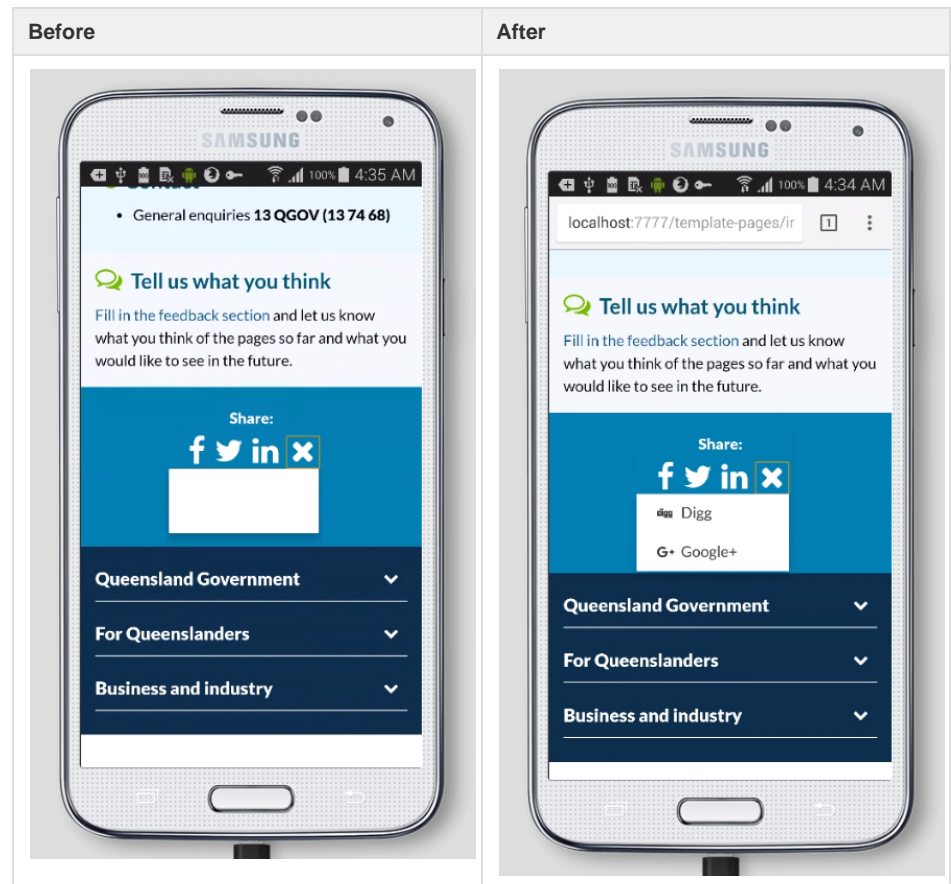 Before
After
SAMSUNG
100% 4:35 AM
Contact
• General enquiries 13 QGOV (13 74 68)
Tell us what you think
Fill in the feedback section and let us know
what you think of the pages so far and what you
would like to see in the future.
Share:
Queensland Government
For Queenslanders
Business and industry
SAMSUNG
100% 4:34 AM
localhost:7777/template-pages/ir
1
Tell us what you think
Fill in the feedback section and let us know
what you think of the pages so far and what you
would like to see in the future.
Share:
digg Digg
G+ Google+
Queensland Government
For Queenslanders
Business and industry